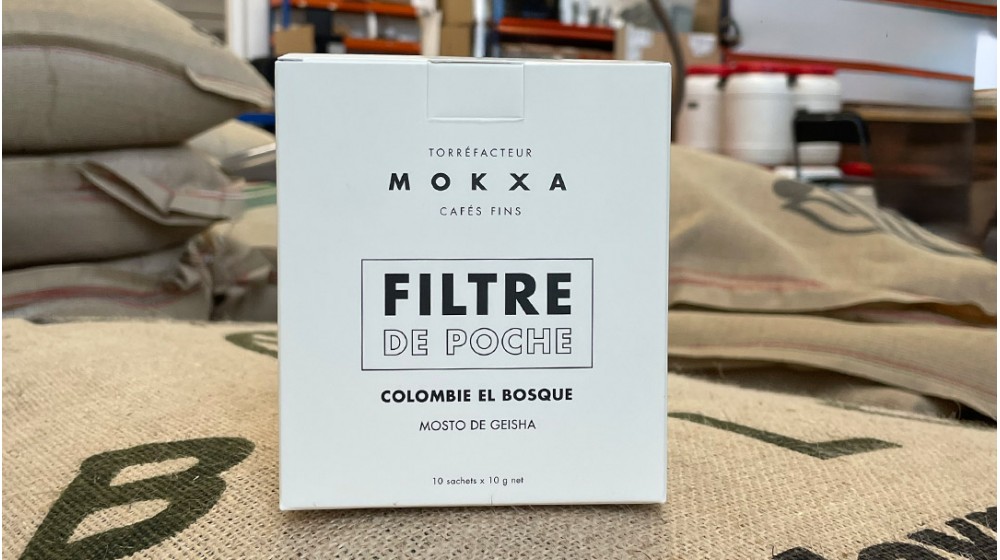 TORRÉFACTEUR
MOKXA
CAFÉS FINS
FILTRE
DE POCHE
COLOMBIE EL BOSQUE
MOSTO DE GEISHA
10 sachets x 10 g net
B
L